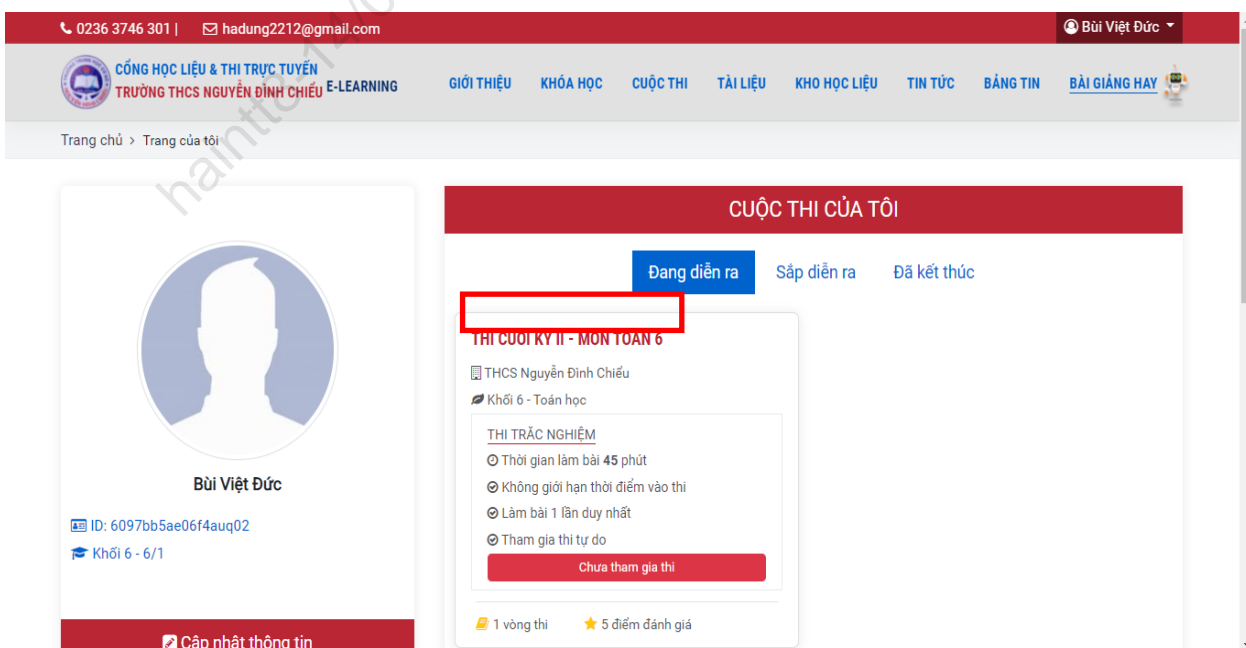 0236 3746 301 | hadung2212@gmail.com Bùi Việt Đức
CỔNG HỌC LIỆU & THI TRỰC TUYẾN
TRƯỜNG THCS NGUYỄN ĐÌNH CHIỂU E-LEARNING
GIỚI THIỆU KHÓA HỌC CUỘC THI TÀI LIỆU KHO HỌC LIỆU TIN TỨC BẢNG TIN BÀI GIẢNG HAY
Trang chủ > Trang của tôi
CUỘC THI CỦA TÔI
Đang diễn ra Sắp diễn ra Đã kết thúc
THI CUỐI KỲ II - MÔN TOÁN 6
THCS Nguyễn Đình Chiểu
Khối 6 - Toán học
THI TRẮC NGHIỆM
Thời gian làm bài 45 phút
Không giới hạn thời điểm vào thi
Làm bài 1 lần duy nhất
Tham gia thi tự do
Chưa tham gia thi
1 vòng thi 5 điểm đánh giá
Bùi Việt Đức
ID: 6097bb5ae06f4auq02
Khối 6 - 6/1
Cập nhật thông tin